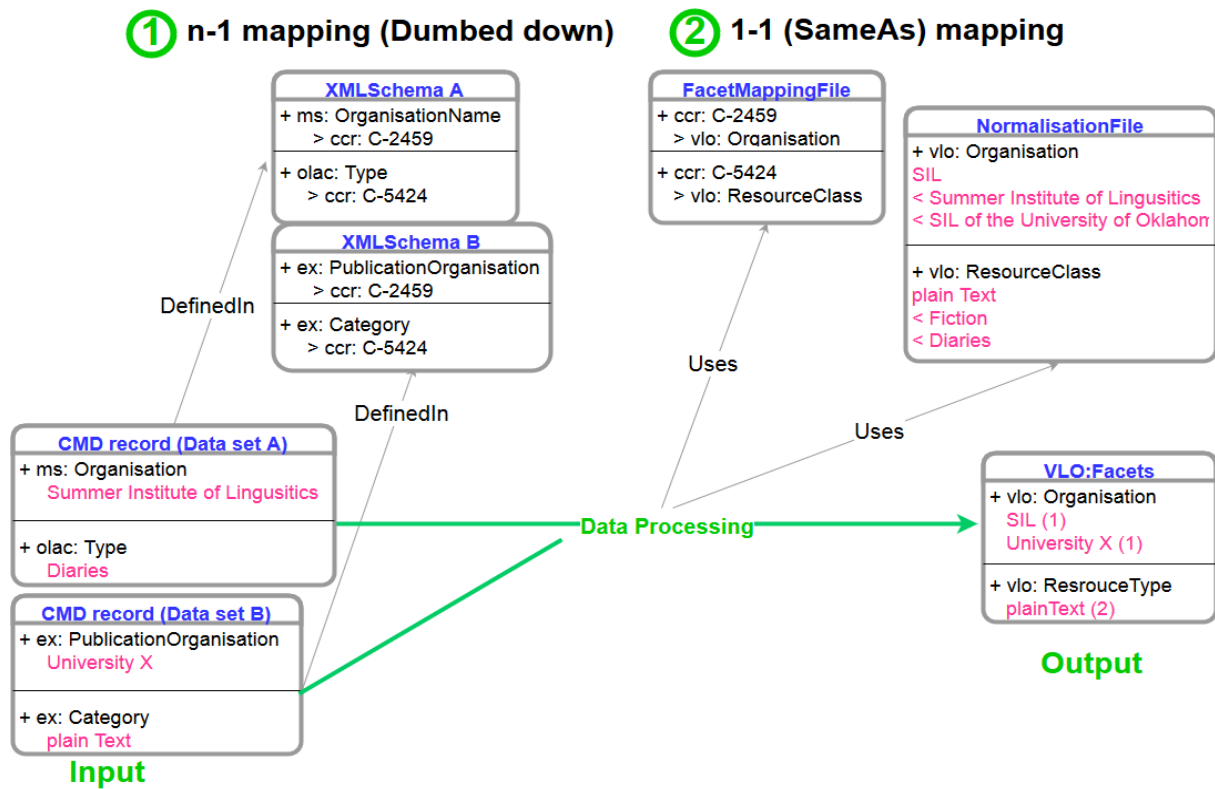 1 n-1 mapping (Dumbed down)
2 1-1 (SameAs) mapping
XMLSchema A
+ ms: OrganisationName
> ccr: C-2459
+ olac: Type
> ccr: C-5424
XMLSchema B
+ ex: PublicationOrganisation
> ccr: C-2459
+ ex: Category
> ccr: C-5424
FacetMappingFile
+ ccr: C-2459
> vlo: Organisation
+ ccr: C-5424
> vlo: ResourceClass
NormalisationFile
+ vlo: Organisation
SIL
< Summer Institute of Lingusitics
< SIL of the University of Oklahom
+ vlo: ResourceClass
plain Text
< Fiction
< Diaries
DefinedIn
DefinedIn
Uses
Uses
CMD record (Data set A)
+ ms: Organisation
Summer Institute of Lingusitics
+ olac: Type
Diaries
CMD record (Data set B)
+ ex: PublicationOrganisation
University X
+ ex: Category
plain Text
Input
Data Processing
VLO:Facets
+ vlo: Organisation
SIL (1)
University X (1)
+ vlo: ResrouceType
plainText (2)
Output